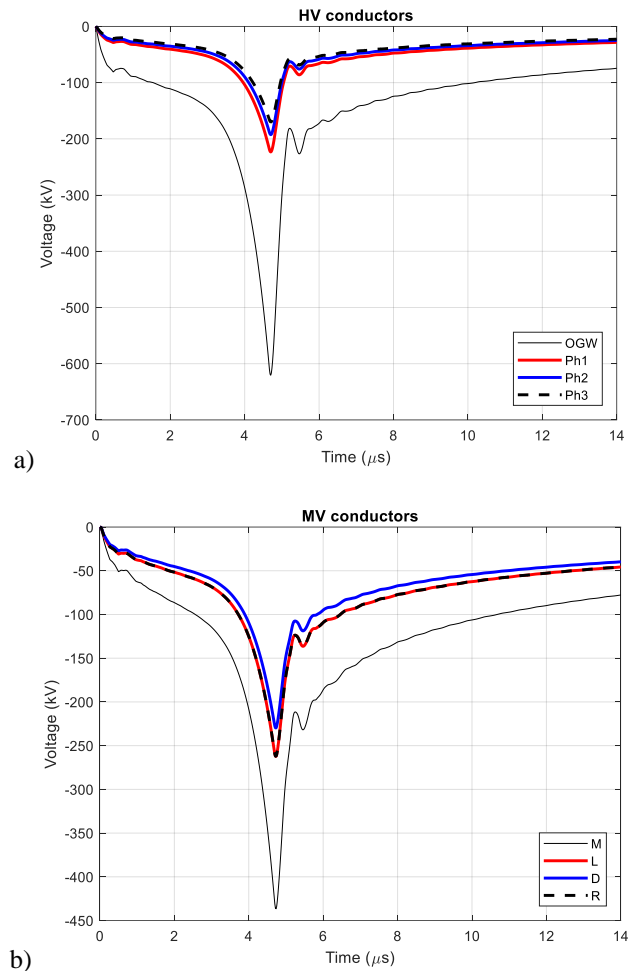 HV conductors
0
-100
-200
-300
-400
-500
-600
-700
Voltage (kV)
0 2 4 6 8 10 12 14
Time (μs)
OGW
Ph1
Ph2
Ph3
a)
MV conductors
0
-50
-100
-150
-200
-250
-300
-350
-400
-450
Voltage (kV)
0 2 4 6 8 10 12 14
Time (μs)
M
L
D
R
b)